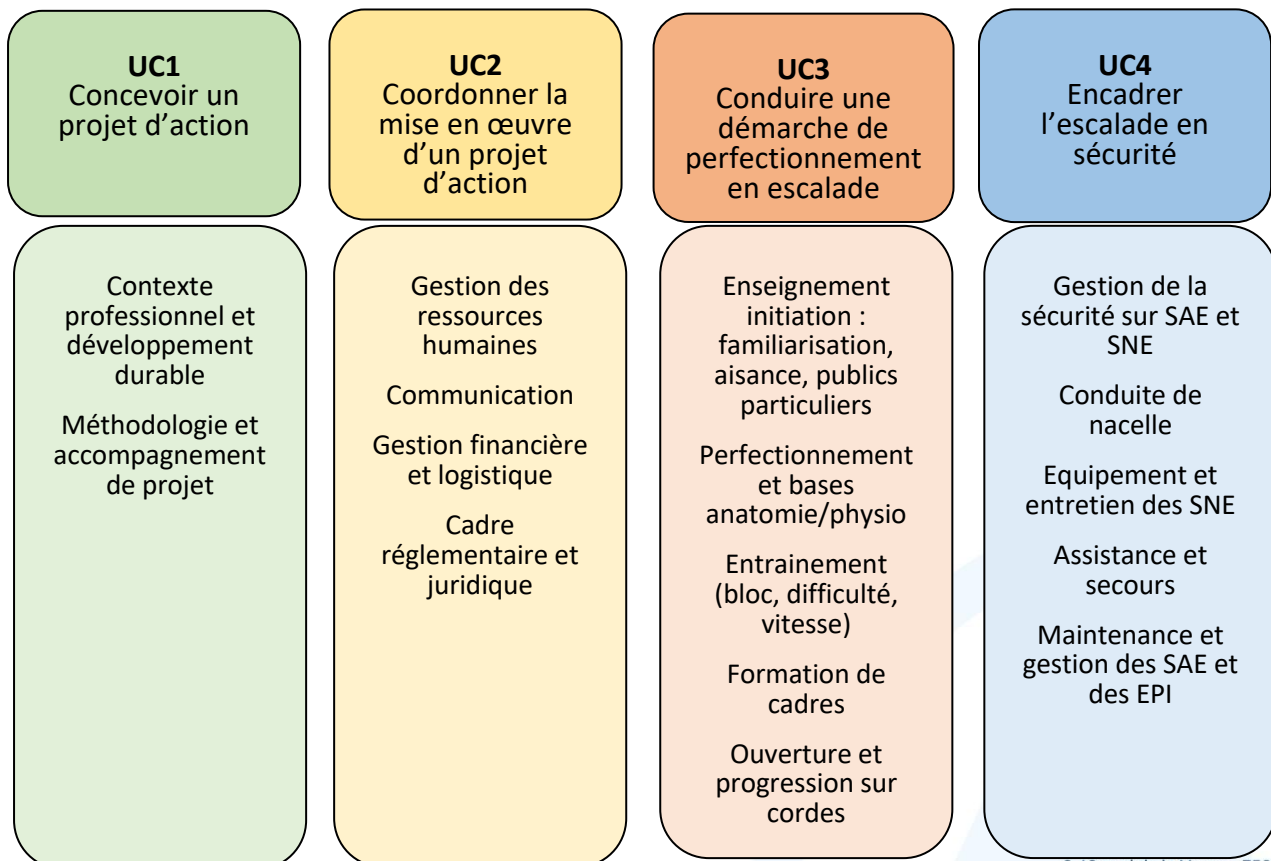 UC1
Concevoir un
projet d’action
UC2
Coordonner la
mise en œuvre
d’un projet
d’action
UC3
Conduire une
démarche de
perfectionnement
en escalade
UC4
Encadrer
l’escalade en
sécurité
Contexte
professionnel et
développement
durable
Méthodologie et
accompagnement
de projet
Gestion des
ressources
humaines
Communication
Gestion financière
et logistique
Cadre
réglementaire et
juridique
Enseignement
initiation :
familiarisation,
aisance, publics
particuliers
Perfectionnement
et bases
anatomie/physio
Entrainement
(bloc, difficulté,
vitesse)
Formation de
cadres
Ouverture et
progression sur
cordes
Gestion de la
sécurité sur SAE et
SNE
Conduite de
nacelle
Equipement et
entretien des SNE
Assistance et
secours
Maintenance et
gestion des SAE et
des EPI